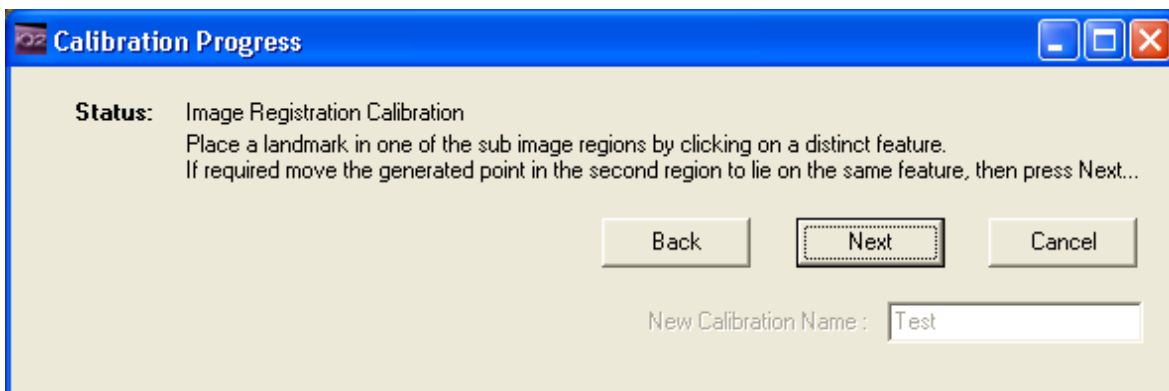 iQ2 Calibration Progress
Status: Image Registration Calibration
Place a landmark in one of the sub image regions by clicking on a distinct feature.
If required move the generated point in the second region to lie on the same feature, then press Next...
Back Next Cancel
New Calibration Name : Test